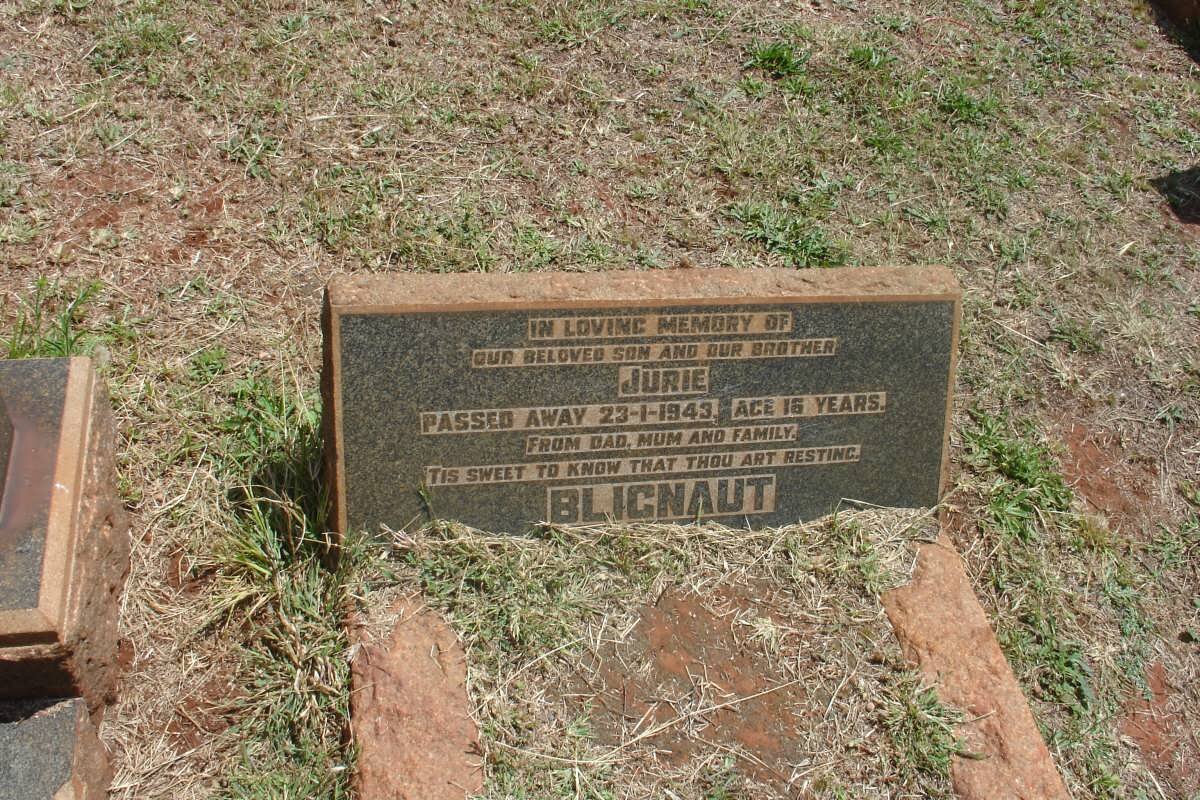 IN LOVING MEMORY OF
OUR BELOVED SON AND OUR BROTHER
JURIE
PASSED AWAY 23-1-1943, AGE 16 YEARS.
FROM DAD, MUM AND FAMILY.
TIS SWEET TO KNOW THAT THOU ART RESTING.
BLIGNAUT